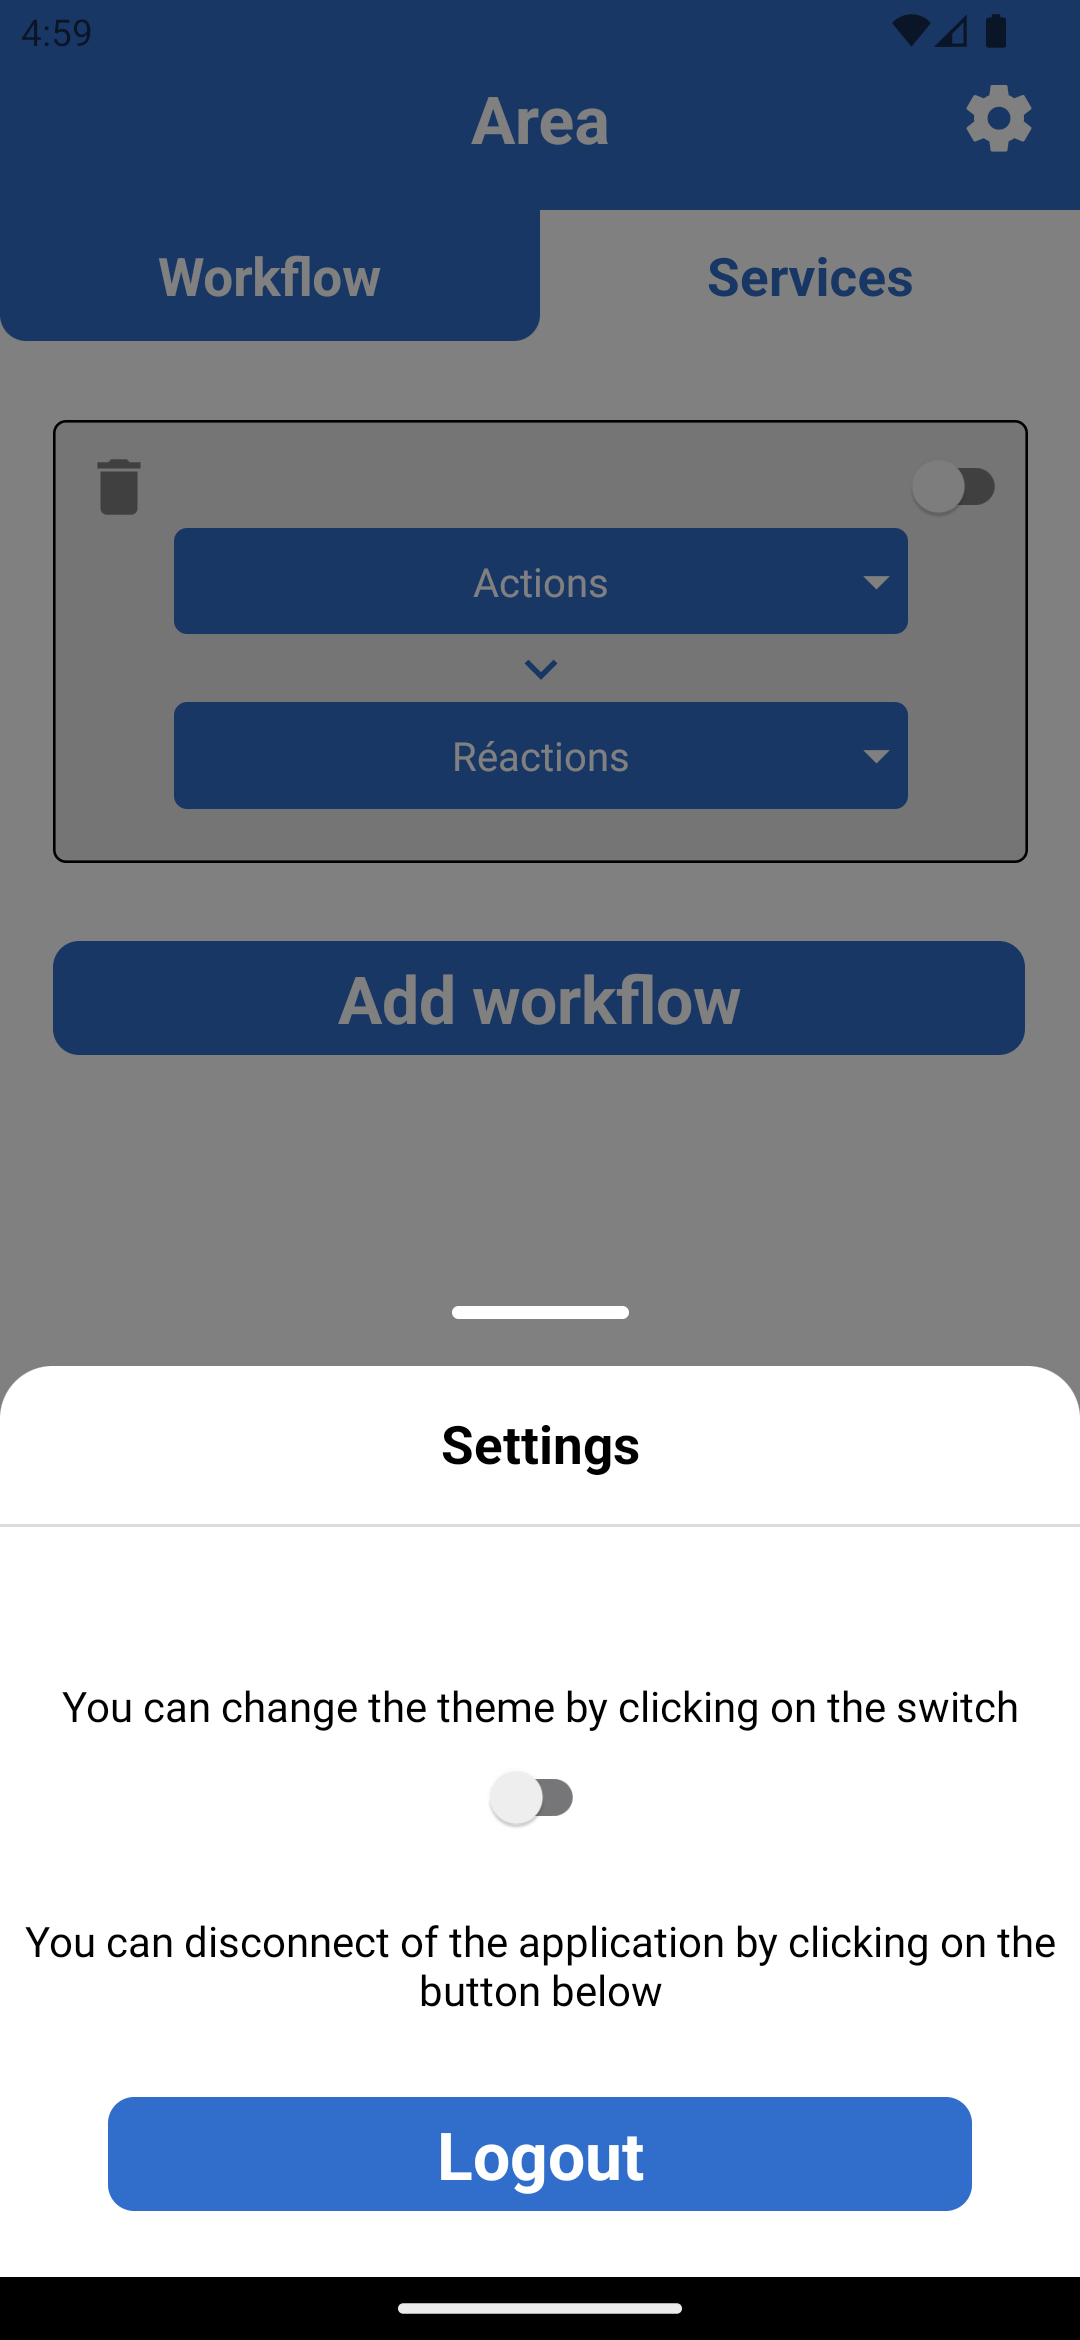 4:59
Area
Workflow
Services
Actions
Réactions
Add workflow
Settings
You can change the theme by clicking on the switch
You can disconnect of the application by clicking on the
button below
Logout